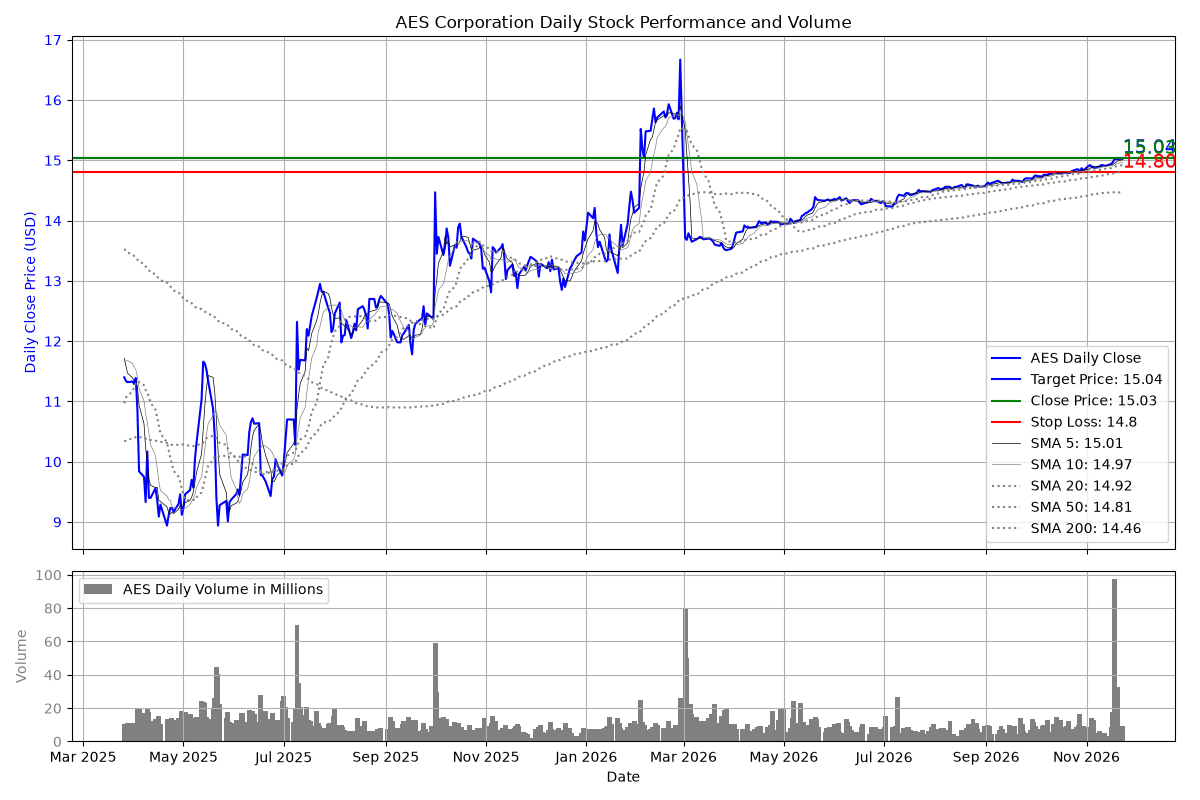 AES Corporation Daily Stock Performance and Volume
17
16
15
14
13
12
11
10
9
Daily Close Price (USD)
15.04
14.80
AES Daily Close
Target Price: 15.04
Close Price: 15.03
Stop Loss: 14.8
SMA 5: 15.01
SMA 10: 14.97
SMA 20: 14.92
SMA 50: 14.81
SMA 200: 14.46
100
80
60
40
20
0
Volume
AES Daily Volume in Millions
Mar 2025
May 2025
Jul 2025
Sep 2025
Nov 2025
Jan 2026
Mar 2026
May 2026
Jul 2026
Sep 2026
Nov 2026
Date